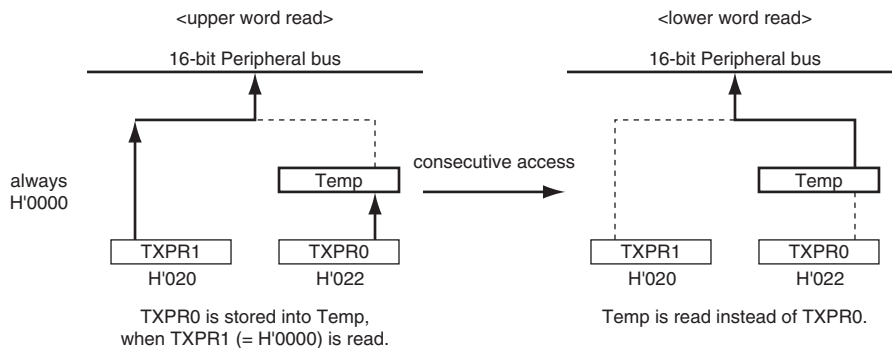 <upper word read>
16-bit Peripheral bus
always
H'0000
Temp
TXPR1
TXPR0
H'020
H'022
TXPR0 is stored into Temp,
when TXPR1 (= H'0000) is read.
consecutive access
<lower word read>
16-bit Peripheral bus
Temp
TXPR1
TXPR0
H'020
H'022
Temp is read instead of TXPR0.